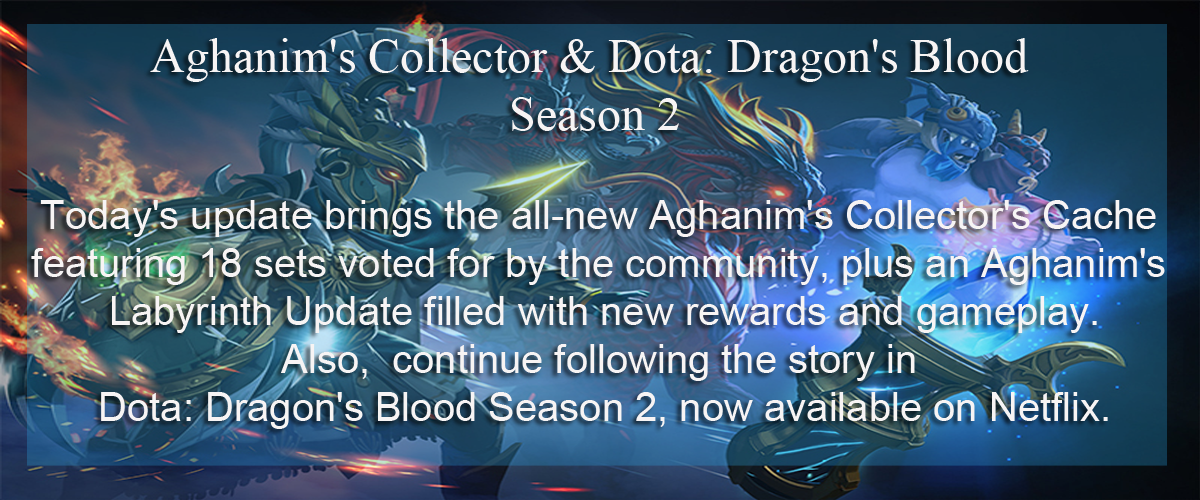 Aghanim's Collector & Dota: Dragon's Blood
Season 2
Today's update brings the all-new Aghanim's Collector's Cache
featuring 18 sets voted for by the community, plus an Aghanim's
Labyrinth Update filled with new rewards and gameplay.
Also,  continue following the story in
Dota: Dragon's Blood Season 2, now available on Netflix.